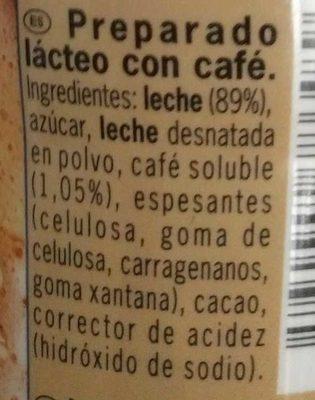 ES Preparado
lácteo con café.
Ingredientes: leche (89%),
azúcar, leche desnatada
en polvo, café soluble
(1,05%), espesantes
(celulosa, goma de
celulosa, carragenanos,
goma xantana), cacao,
corrector de acidez
(hidróxido de sodio).